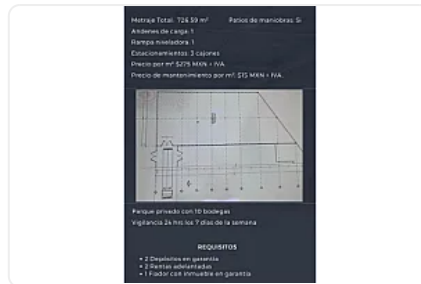 Metraje Total: 726.59 m² Patios de maniobras: Si
Andenes de carga: 1
Rampa niveladora: 1
Estacionamientos: 3 cajones
Precio por m² $275 MXN + IVA
Precio de mantenimiento por m²: $15 MXN + IVA.
Parque privado con 10 bodegas
Vigilancia 24 hrs los 7 días de la semana
REQUISITOS
• 2 Depósitos en garantía
• 2 Rentas adelantadas
• 1 Fiador con inmueble en garantía